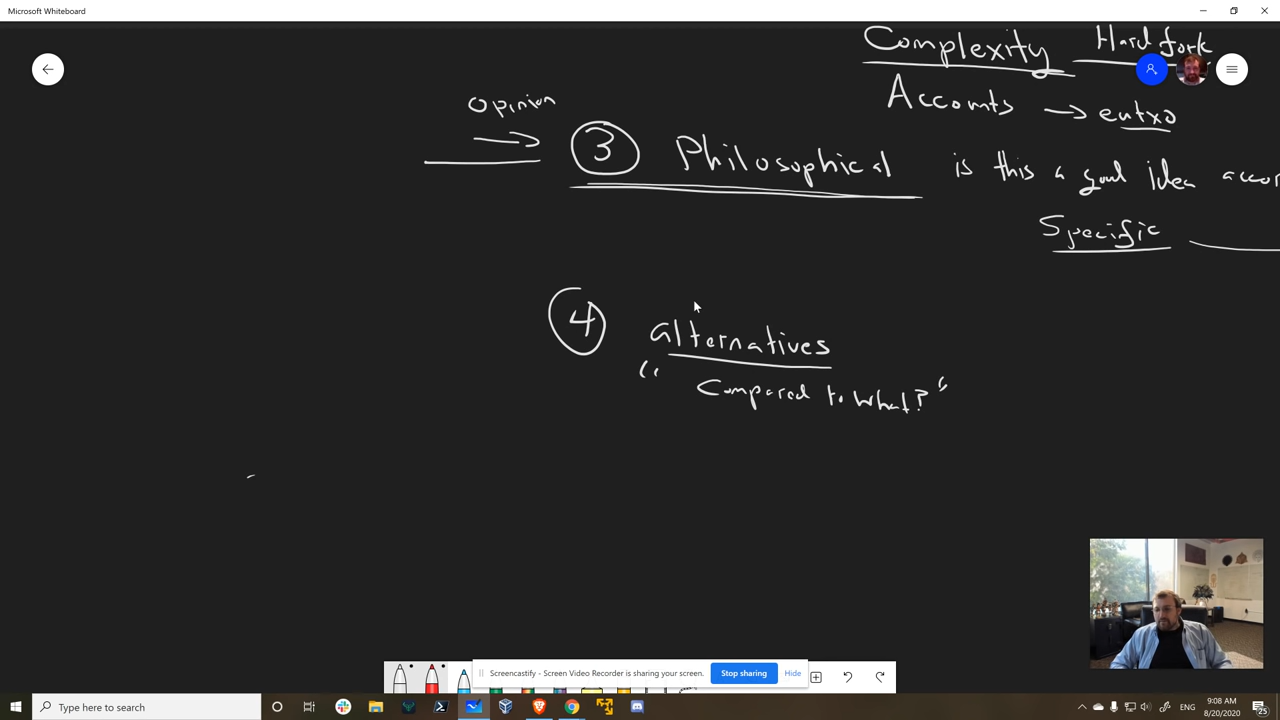 Microsoft Whiteboard
Complexity Hard fork
Opinion
Accounts → eutxo
3 Philosophical is this a good idea accor
Specific
4 alternatives
“ Compared to what? “
Screencastify - Screen Video Recorder is sharing your screen. Stop sharing Hide
Type here to search
ENG
9:08 AM
8/20/2020
25